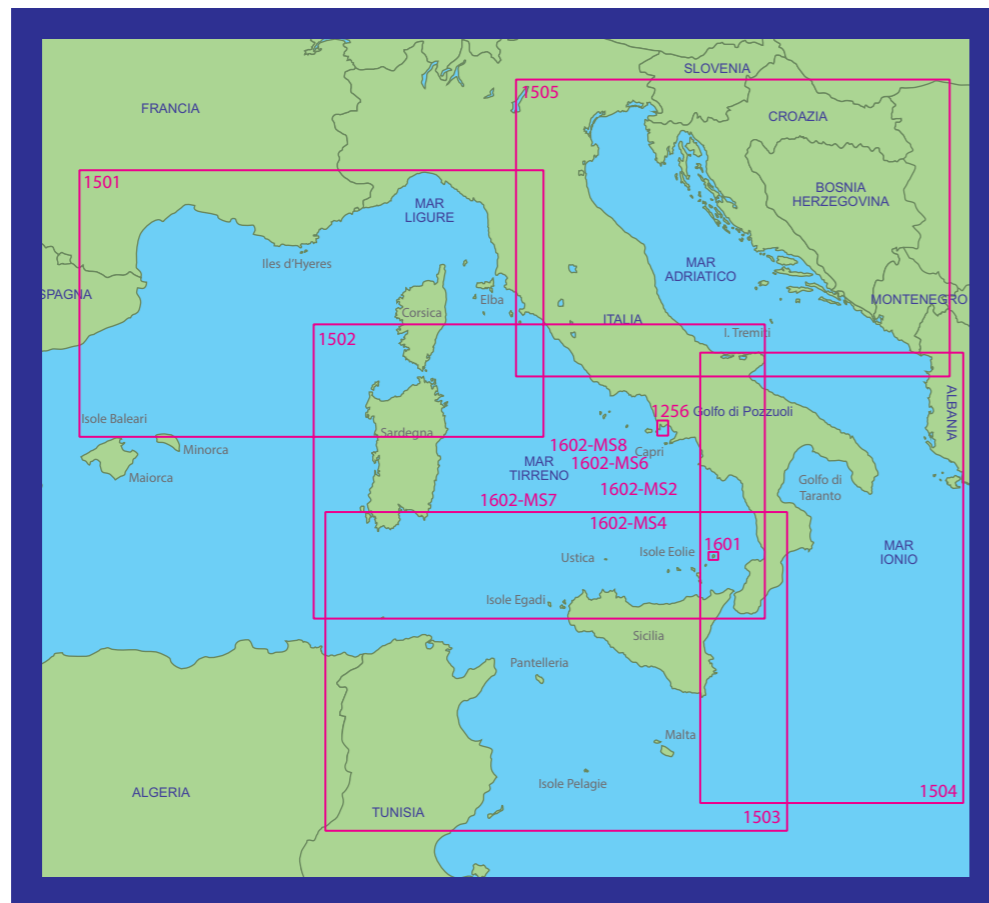 SLOVENIA
1505
FRANCIA
CROAZIA
1501
BOSNIA
HERZEGOVINA
MAR
LIGURE
Iles d'Hyeres
MAR
ADRIATICO
SPAGNA
Elba
MONTENEGRO
Corsica
ITALIA
I. Tremiti
1502
ALBANIA
1256
Golfo di Pozzuoli
Isole Baleari
Sardegna
Minorca
1602-MS8
Capri
MAR
TIRRENO
1602-MS6
Maiorca
Golfo di
Taranto
1602-MS2
1602-MS7
1602-MS4
1601
MAR
IONIO
Ustica
Isole Eolie
Isole Egadi
Sicilia
Pantelleria
Malta
Isole Pelagie
ALGERIA
1504
TUNISIA
1503